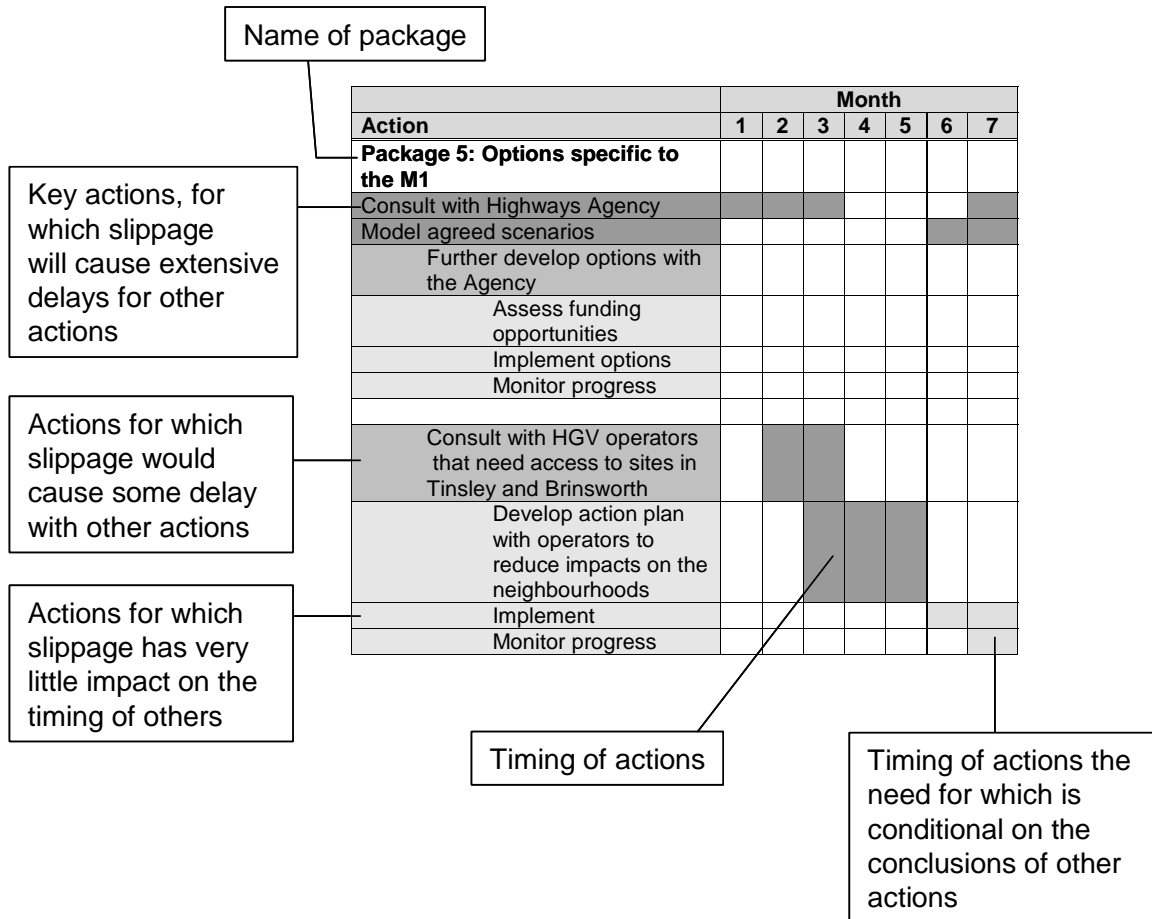 Name of package
Month
Action 1 2 3 4 5 6 7
Package 5: Options specific to
the M1
Consult with Highways Agency
Model agreed scenarios
Further develop options with
the Agency
Assess funding
opportunities
Implement options
Monitor progress
Consult with HGV operators
that need access to sites in
Tinsley and Brinsworth
Develop action plan
with operators to
reduce impacts on the
neighbourhoods
Implement
Monitor progress
Key actions, for
which slippage
will cause extensive
delays for other
actions
Actions for which
slippage would
cause some delay
with other actions
Actions for which
slippage has very
little impact on the
timing of others
Timing of actions
Timing of actions the
need for which is
conditional on the
conclusions of other
actions